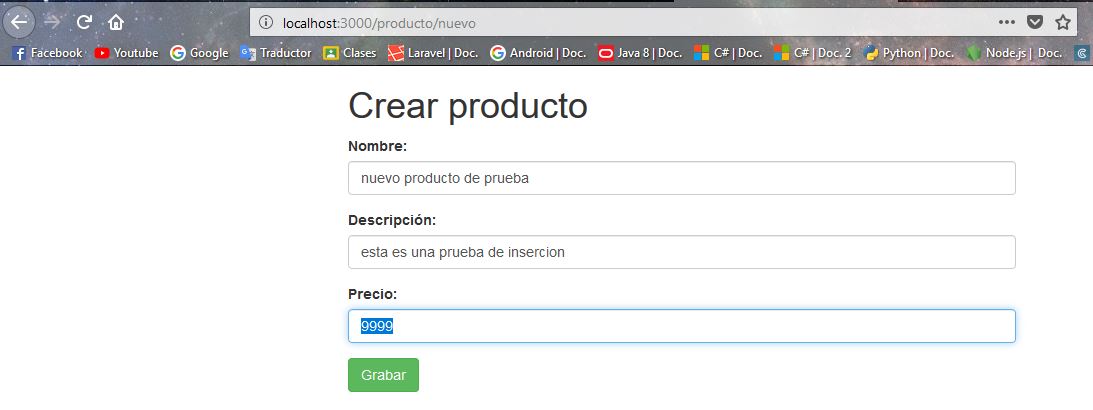 localhost:3000/producto/nuevo
Facebook Youtube Google Traductor Clases Laravel | Doc. Android | Doc. Java 8 | Doc. C# | Doc. C# | Doc. 2 Python | Doc. Node.js | Doc.
Crear producto
Nombre:
nuevo producto de prueba
Descripción:
esta es una prueba de insercion
Precio:
9999
Grabar